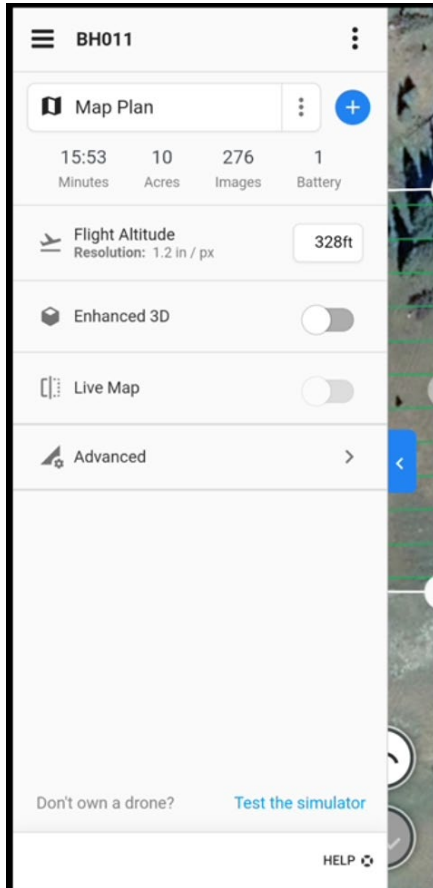 BH011
Map Plan
15:53 10 276 1
Minutes Acres Images Battery
Flight Altitude
Resolution: 1.2 in / px
328ft
Enhanced 3D
Live Map
Advanced
Don't own a drone? Test the simulator
HELP